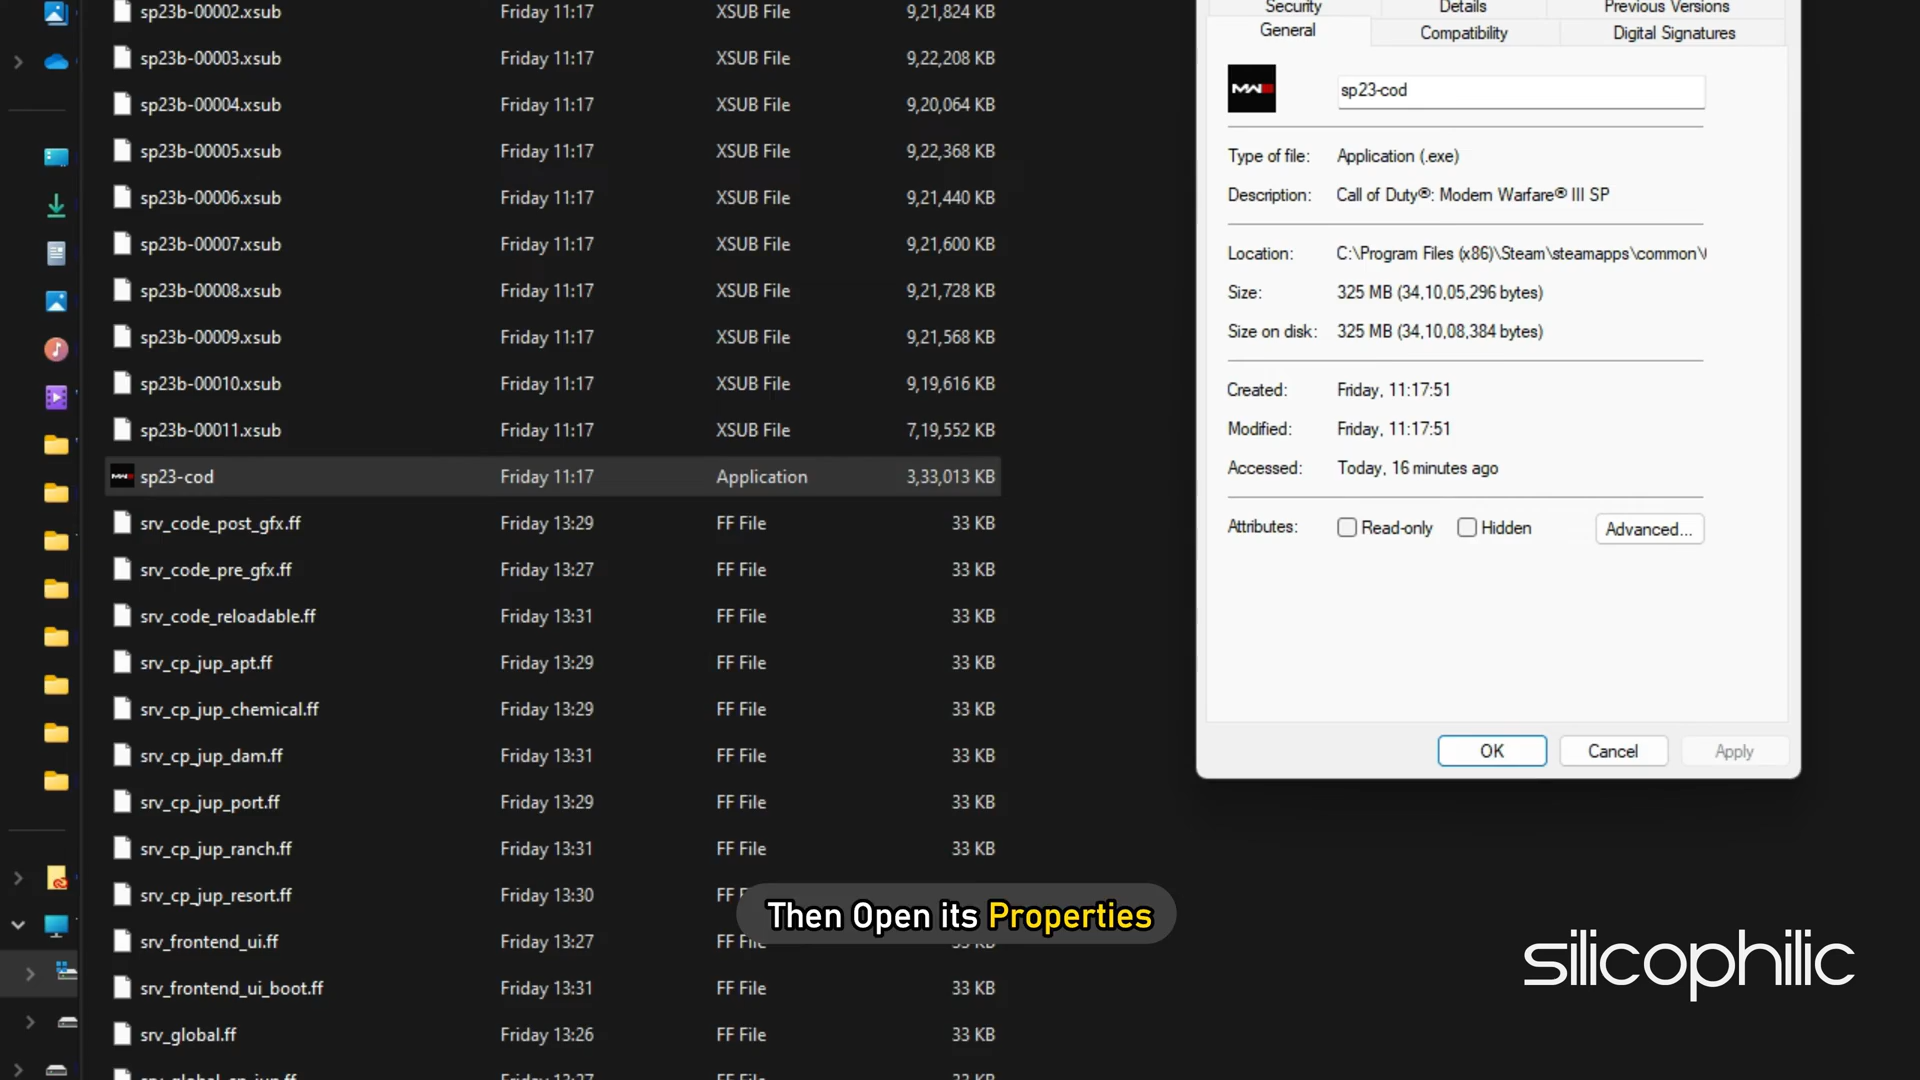 sp23b-00002.xsub Friday 11:17 XSUB File 9,21,824 KB
sp23b-00003.xsub Friday 11:17 XSUB File 9,22,208 KB
sp23b-00004.xsub Friday 11:17 XSUB File 9,20,064 KB
sp23b-00005.xsub Friday 11:17 XSUB File 9,22,368 KB
sp23b-00006.xsub Friday 11:17 XSUB File 9,21,440 KB
sp23b-00007.xsub Friday 11:17 XSUB File 9,21,600 KB
sp23b-00008.xsub Friday 11:17 XSUB File 9,21,728 KB
sp23b-00009.xsub Friday 11:17 XSUB File 9,21,568 KB
sp23b-00010.xsub Friday 11:17 XSUB File 9,19,616 KB
sp23b-00011.xsub Friday 11:17 XSUB File 7,19,552 KB
sp23-cod Friday 11:17 Application 3,33,013 KB
srv_code_post_gfx.ff Friday 13:29 FF File 33 KB
srv_code_pre_gfx.ff Friday 13:27 FF File 33 KB
srv_code_reloadable.ff Friday 13:31 FF File 33 KB
srv_cp_jup_apt.ff Friday 13:29 FF File 33 KB
srv_cp_jup_chemical.ff Friday 13:29 FF File 33 KB
srv_cp_jup_dam.ff Friday 13:31 FF File 33 KB
srv_cp_jup_port.ff Friday 13:29 FF File 33 KB
srv_cp_jup_ranch.ff Friday 13:31 FF File 33 KB
srv_cp_jup_resort.ff Friday 13:30 FF
srv_frontend_ui.ff Friday 13:27 FF File 33 KB
srv_frontend_ui_boot.ff Friday 13:31 FF File 33 KB
srv_global.ff Friday 13:26 FF File 33 KB
Security Details Previous Versions
General Compatibility Digital Signatures
sp23-cod
Type of file: Application (.exe)
Description: Call of Duty®: Modern Warfare® III SP
Location: C:\Program Files (x86)\Steam\steamapps\common\
Size: 325 MB (34,10,05,296 bytes)
Size on disk: 325 MB (34,10,08,384 bytes)
Created: Friday, 11:17:51
Modified: Friday, 11:17:51
Accessed: Today, 16 minutes ago
Attributes: Read-only Hidden Advanced...
OK Cancel Apply
Then Open its Properties
silicophilic